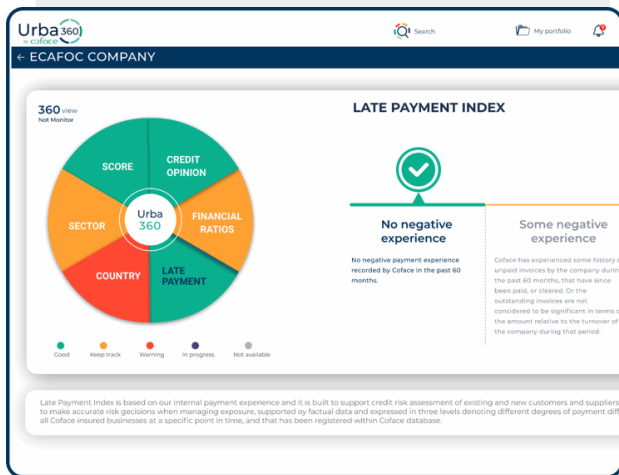 Urba 360
by coface
Search
My portfolio
← ECAFOC COMPANY
360 view
Not Monitor
LATE PAYMENT INDEX
SCORE
CREDIT
OPINION
SECTOR
Urba
360
FINANCIAL
RATIOS
COUNTRY
LATE
PAYMENT
No negative
experience
No negative payment experience
recorded by Coface in the past 60
months.
Some negative
experience
Coface has experienced some history
unpaid invoices by the company
the past 60 months, that have since
been paid, or cleared. Or the
outstanding invoices are not
considered to be significant in terms
the amount relative to the turnover of
the company during that period.
Good
Keep track
Warning
In progress
Not available
Late Payment Index is based on our internal payment experience and it is built to support credit risk assessment of existing and new customers and suppliers
to make accurate risk gecisions when managing exposure, supported oy factual data and expressed in three levels denoting different degrees of payment
all Coface insured businesses at a specific point in time, and that has been registered within Coface database.